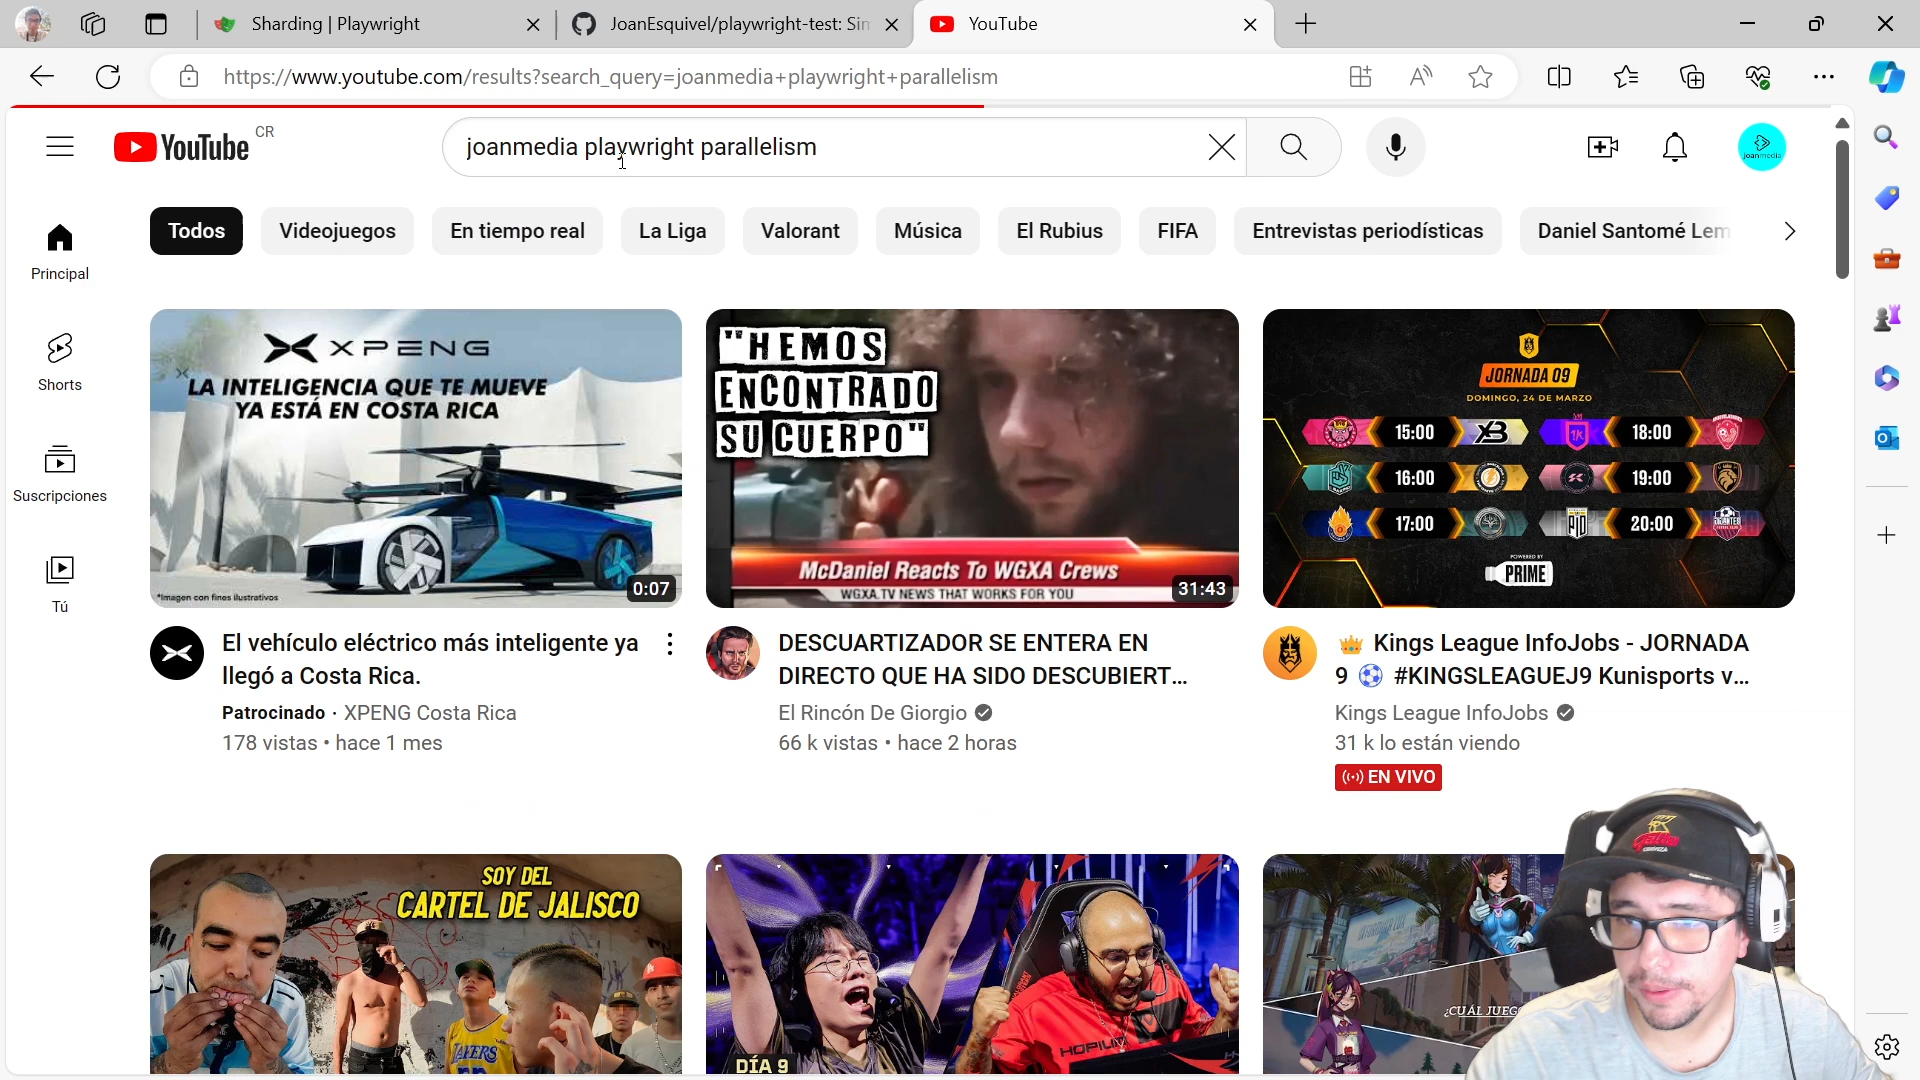 Sharding | Playwright
JoanEsquivel/playwright-test: Sin
YouTube
https://www.youtube.com/results?search_query=joanmedia+playwright+parallelism
YouTube
CR
joanmedia playwright parallelism
joanmedia
Todos
Videojuegos
En tiempo real
La Liga
Valorant
Música
El Rubius
FIFA
Entrevistas periodísticas
Daniel Santomé Lem
Principal
Shorts
Suscripciones
Tú
XPENG
LA INTELIGENCIA QUE TE MUEVE
YA ESTÁ EN COSTA RICA
*Imagen con fines ilustrativos
0:07
El vehículo eléctrico más inteligente ya
llegó a Costa Rica.
Patrocinado · XPENG Costa Rica
178 vistas • hace 1 mes
"HEMOS
ENCONTRADO
SU CUERPO"
McDaniel Reacts To WGXA Crews
WGXA.TV NEWS THAT WORKS FOR YOU
31:43
DESCUARTIZADOR SE ENTERA EN
DIRECTO QUE HA SIDO DESCUBIERT...
El Rincón De Giorgio
66 k vistas • hace 2 horas
JORNADA 09
DOMINGO, 24 DE MARZO
15:00
18:00
16:00
19:00
17:00
20:00
PIO
POWERED BY
PRIME
👑 Kings League InfoJobs - JORNADA
9 ⚽ #KINGSLEAGUEJ9 Kunisports v...
Kings League InfoJobs
31 k lo están viendo
EN VIVO
SOY DEL
CARTEL DE JALISCO
LAKERS
DÍA 9
¿CUÁL JUEG